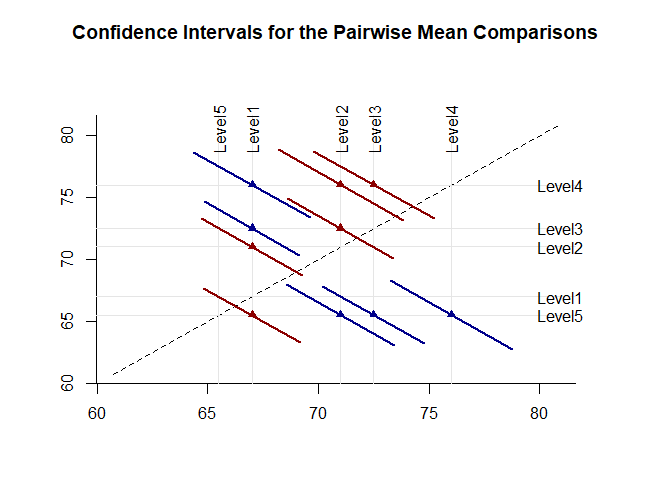 Confidence Intervals for the Pairwise Mean Comparisons
Level5
Level1
Level2
Level3
Level4
80
75
70
65
60
Level4
Level3
Level2
Level1
Level5
60 65 70 75 80